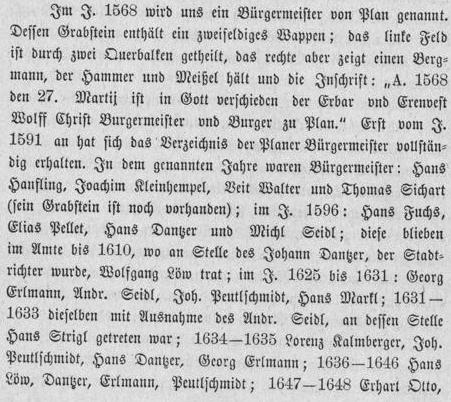 Im J. 1568 wird uns ein Bürgermeister von Plan genannt.
Dessen Grabstein enthält ein zweifeldiges Wappen; das linke Feld
ist durch zwei Querbalken getheilt, das rechte aber zeigt einen Berg-
mann, der Hammer und Meißel hält und die Inschrift: „A. 1568
den 27. Martij ist in Gott verschieden der Erbar vnd Erenvest
Wolff Christ Burgermeister vnd Burger zu Plan." Erst vom J.
1591 an hat sich das Verzeichnis der Planer Bürgermeister vollstän-
dig erhalten. In dem genannten Jahre waren Bürgermeister: Hans
Hanfling, Joachim Kleinhempel, Veit Walter und Thomas Sichart
(sein Grabstein ist noch vorhanden); im J. 1596: Hans Fuchs,
Elias Pellet, Hans Dantzer und Michl Seidl; diese blieben
im Amte bis 1610, wo an Stelle des Johann Dantzer, der Stadt-
richter wurde, Wolfgang Löw trat; im J. 1625 bis 1631: Georg
Erlmann, Andr. Seidl, Joh. Peutlschmidt, Hans Markl; 1631—
1633 dieselben mit Ausnahme des Andr. Seidl, an dessen Stelle
Hans Strigl getreten war; 1634—1635 Lorenz Kalmberger, Joh.
Peutlschmidt, Hans Dantzer, Georg Erlmann; 1636—1646 Hans
Löw, Dantzer, Erlmann, Peutlschmidt; 1647—1648 Erhart Otto,